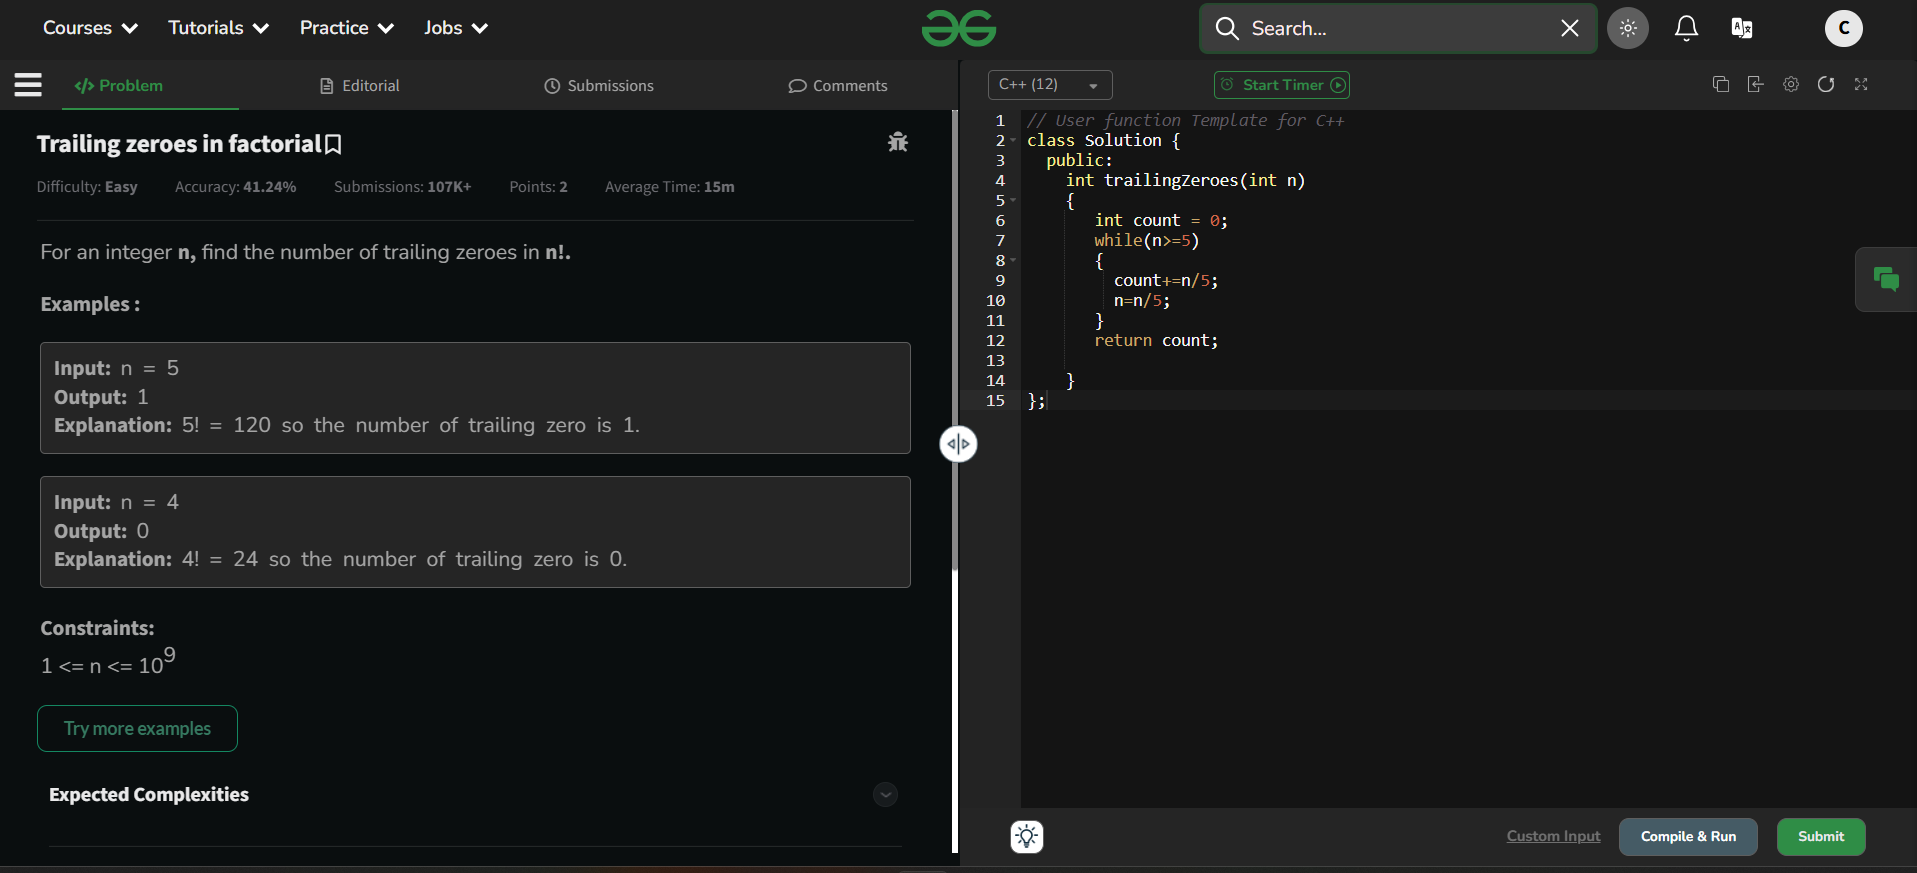 Courses Tutorials Practice Jobs Search... C
Problem Editorial Submissions Comments
Trailing zeroes in factorial
Difficulty: Easy Accuracy: 41.24% Submissions: 107K+ Points: 2 Average Time: 15m
For an integer n, find the number of trailing zeroes in n!.
Examples :
Input: n = 5
Output: 1
Explanation: 5! = 120 so the number of trailing zero is 1.
Input: n = 4
Output: 0
Explanation: 4! = 24 so the number of trailing zero is 0.
Constraints:
1 <= n <= 10⁹
Try more examples
Expected Complexities
C++ (12) Start Timer
1 // User function Template for C++
2 class Solution {
3 public:
4 int trailingZeroes(int n)
5 {
6 int count = 0;
7 while(n>=5)
8 {
9 count+=n/5;
10 n=n/5;
11 }
12 return count;
13
14 }
15 };
Custom Input Compile & Run Submit